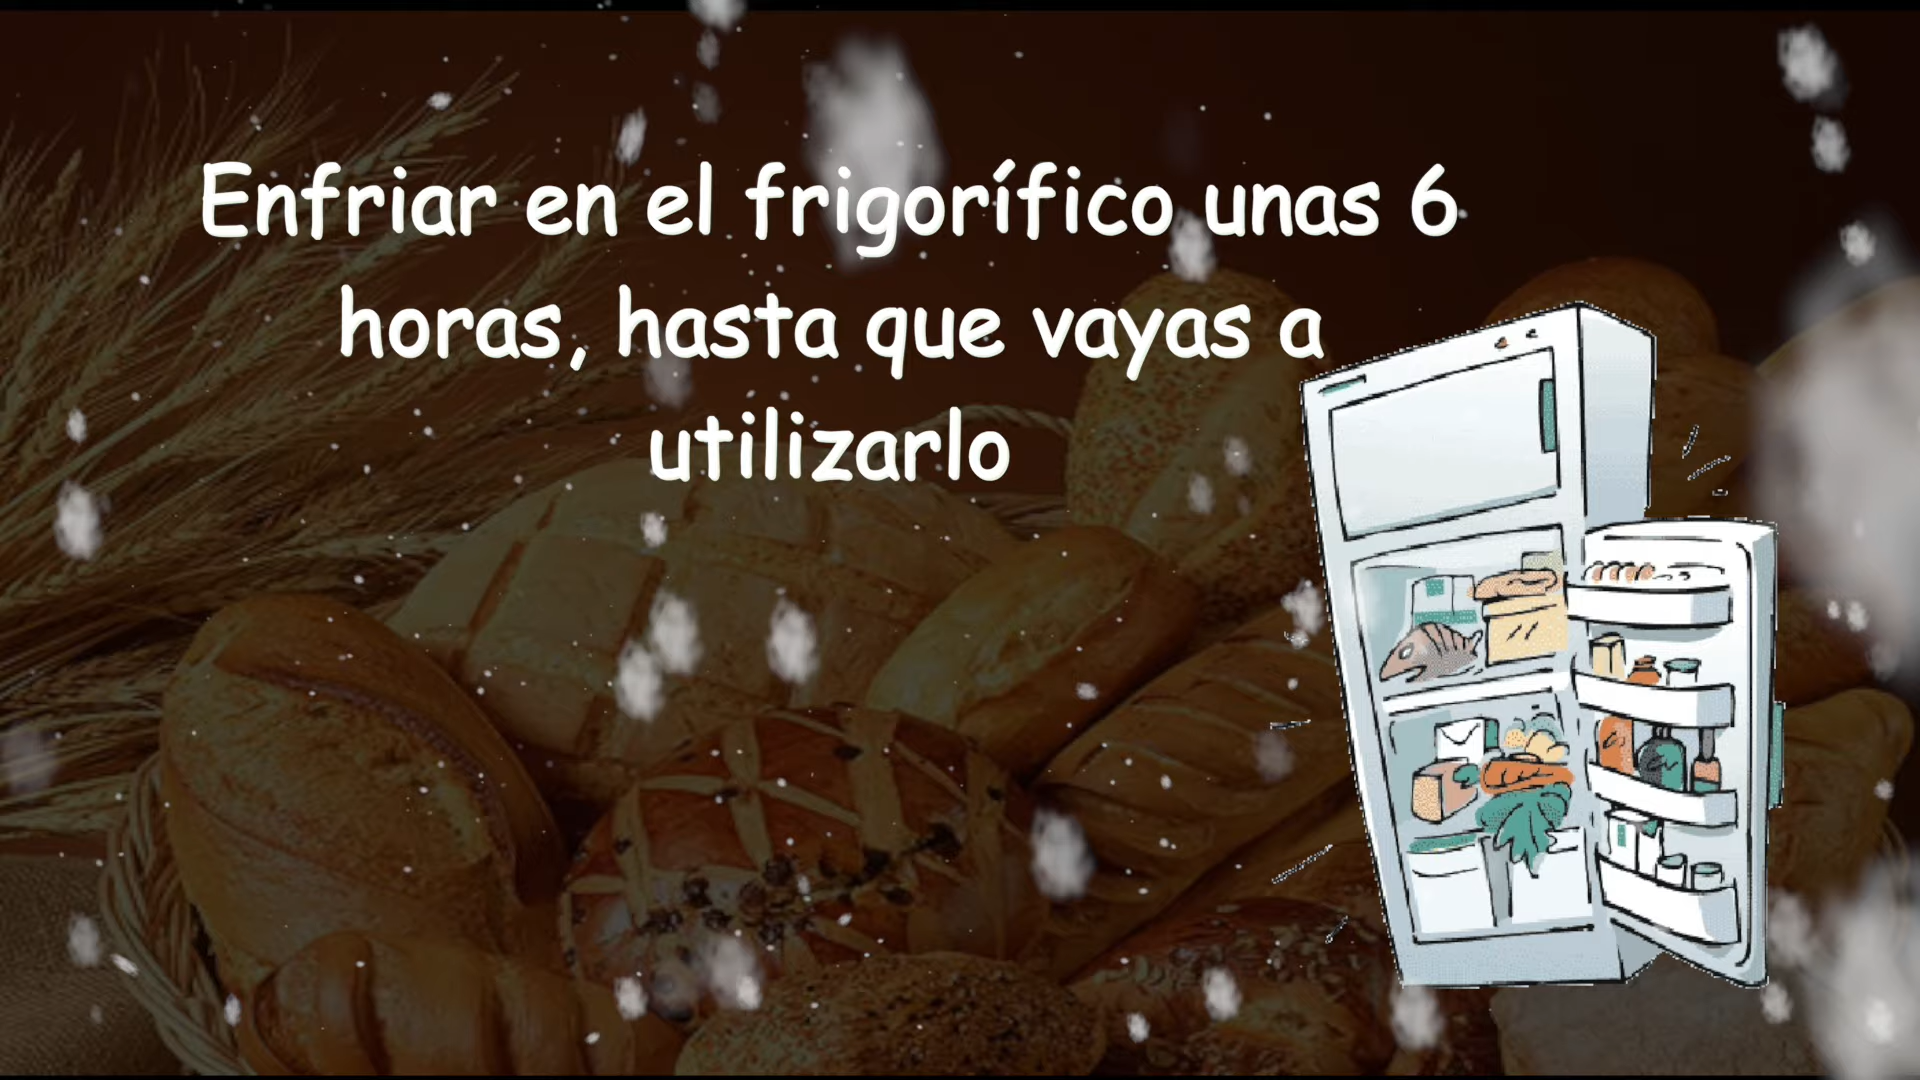 Enfriar en el frigorífico unas 6
horas, hasta que vayas a
utilizarlo